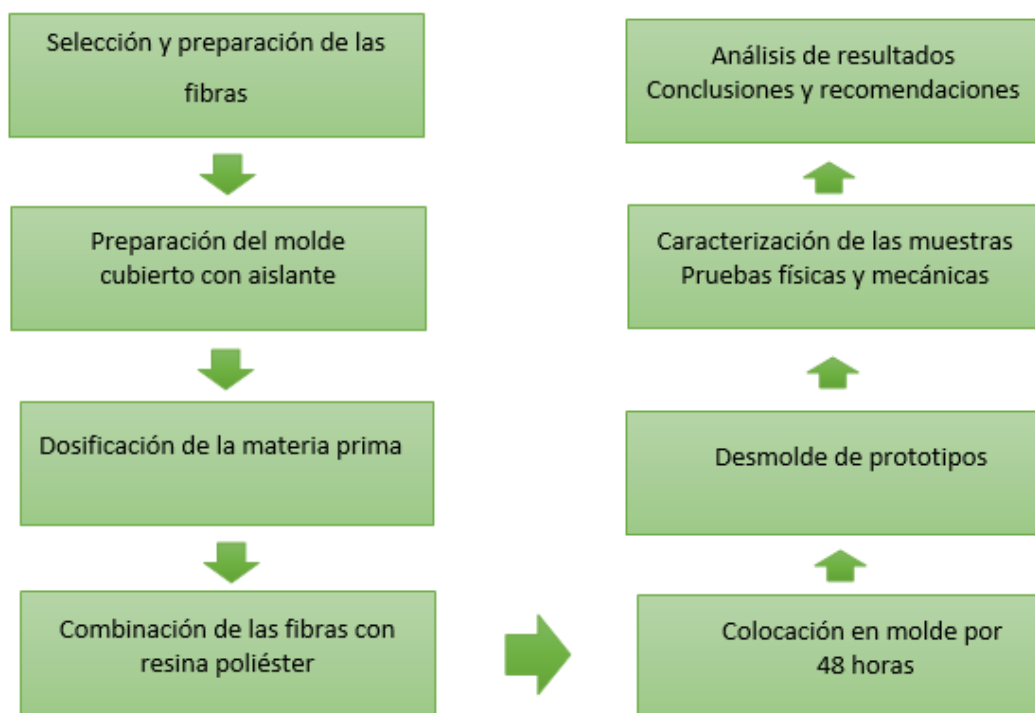 Selección y preparación de las
fibras
Preparación del molde
cubierto con aislante
Dosificación de la materia prima
Combinación de las fibras con
resina poliéster
Colocación en molde por
48 horas
Desmolde de prototipos
Caracterización de las muestras
Pruebas físicas y mecánicas
Análisis de resultados
Conclusiones y recomendaciones